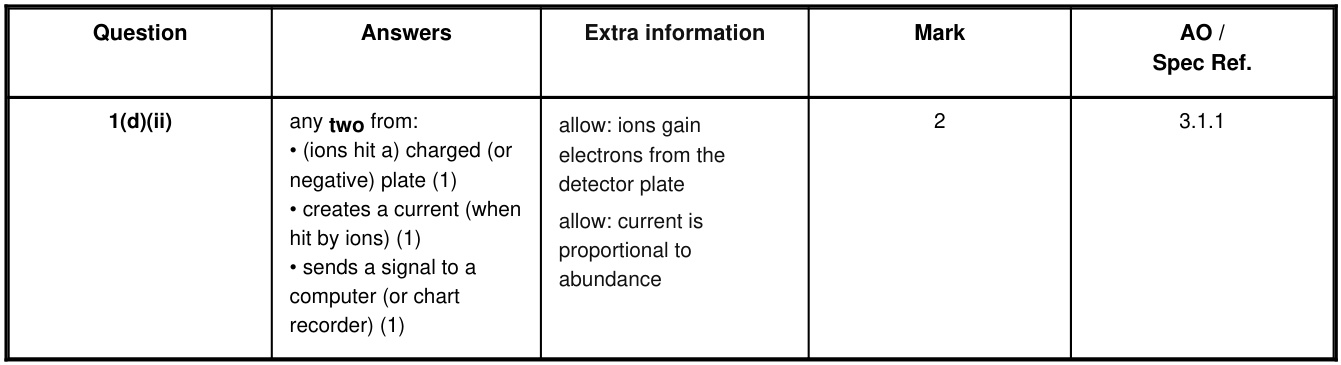 Question
Answers
Extra information
Mark
AO /
Spec Ref.
1(d)(ii)
any two from:
• (ions hit a) charged (or
negative) plate (1)
• creates a current (when
hit by ions) (1)
• sends a signal to a
computer (or chart
recorder) (1)
allow: ions gain
electrons from the
detector plate
allow: current is
proportional to
abundance
2
3.1.1